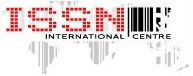 ISSN
INTERNATIONAL CENTRE